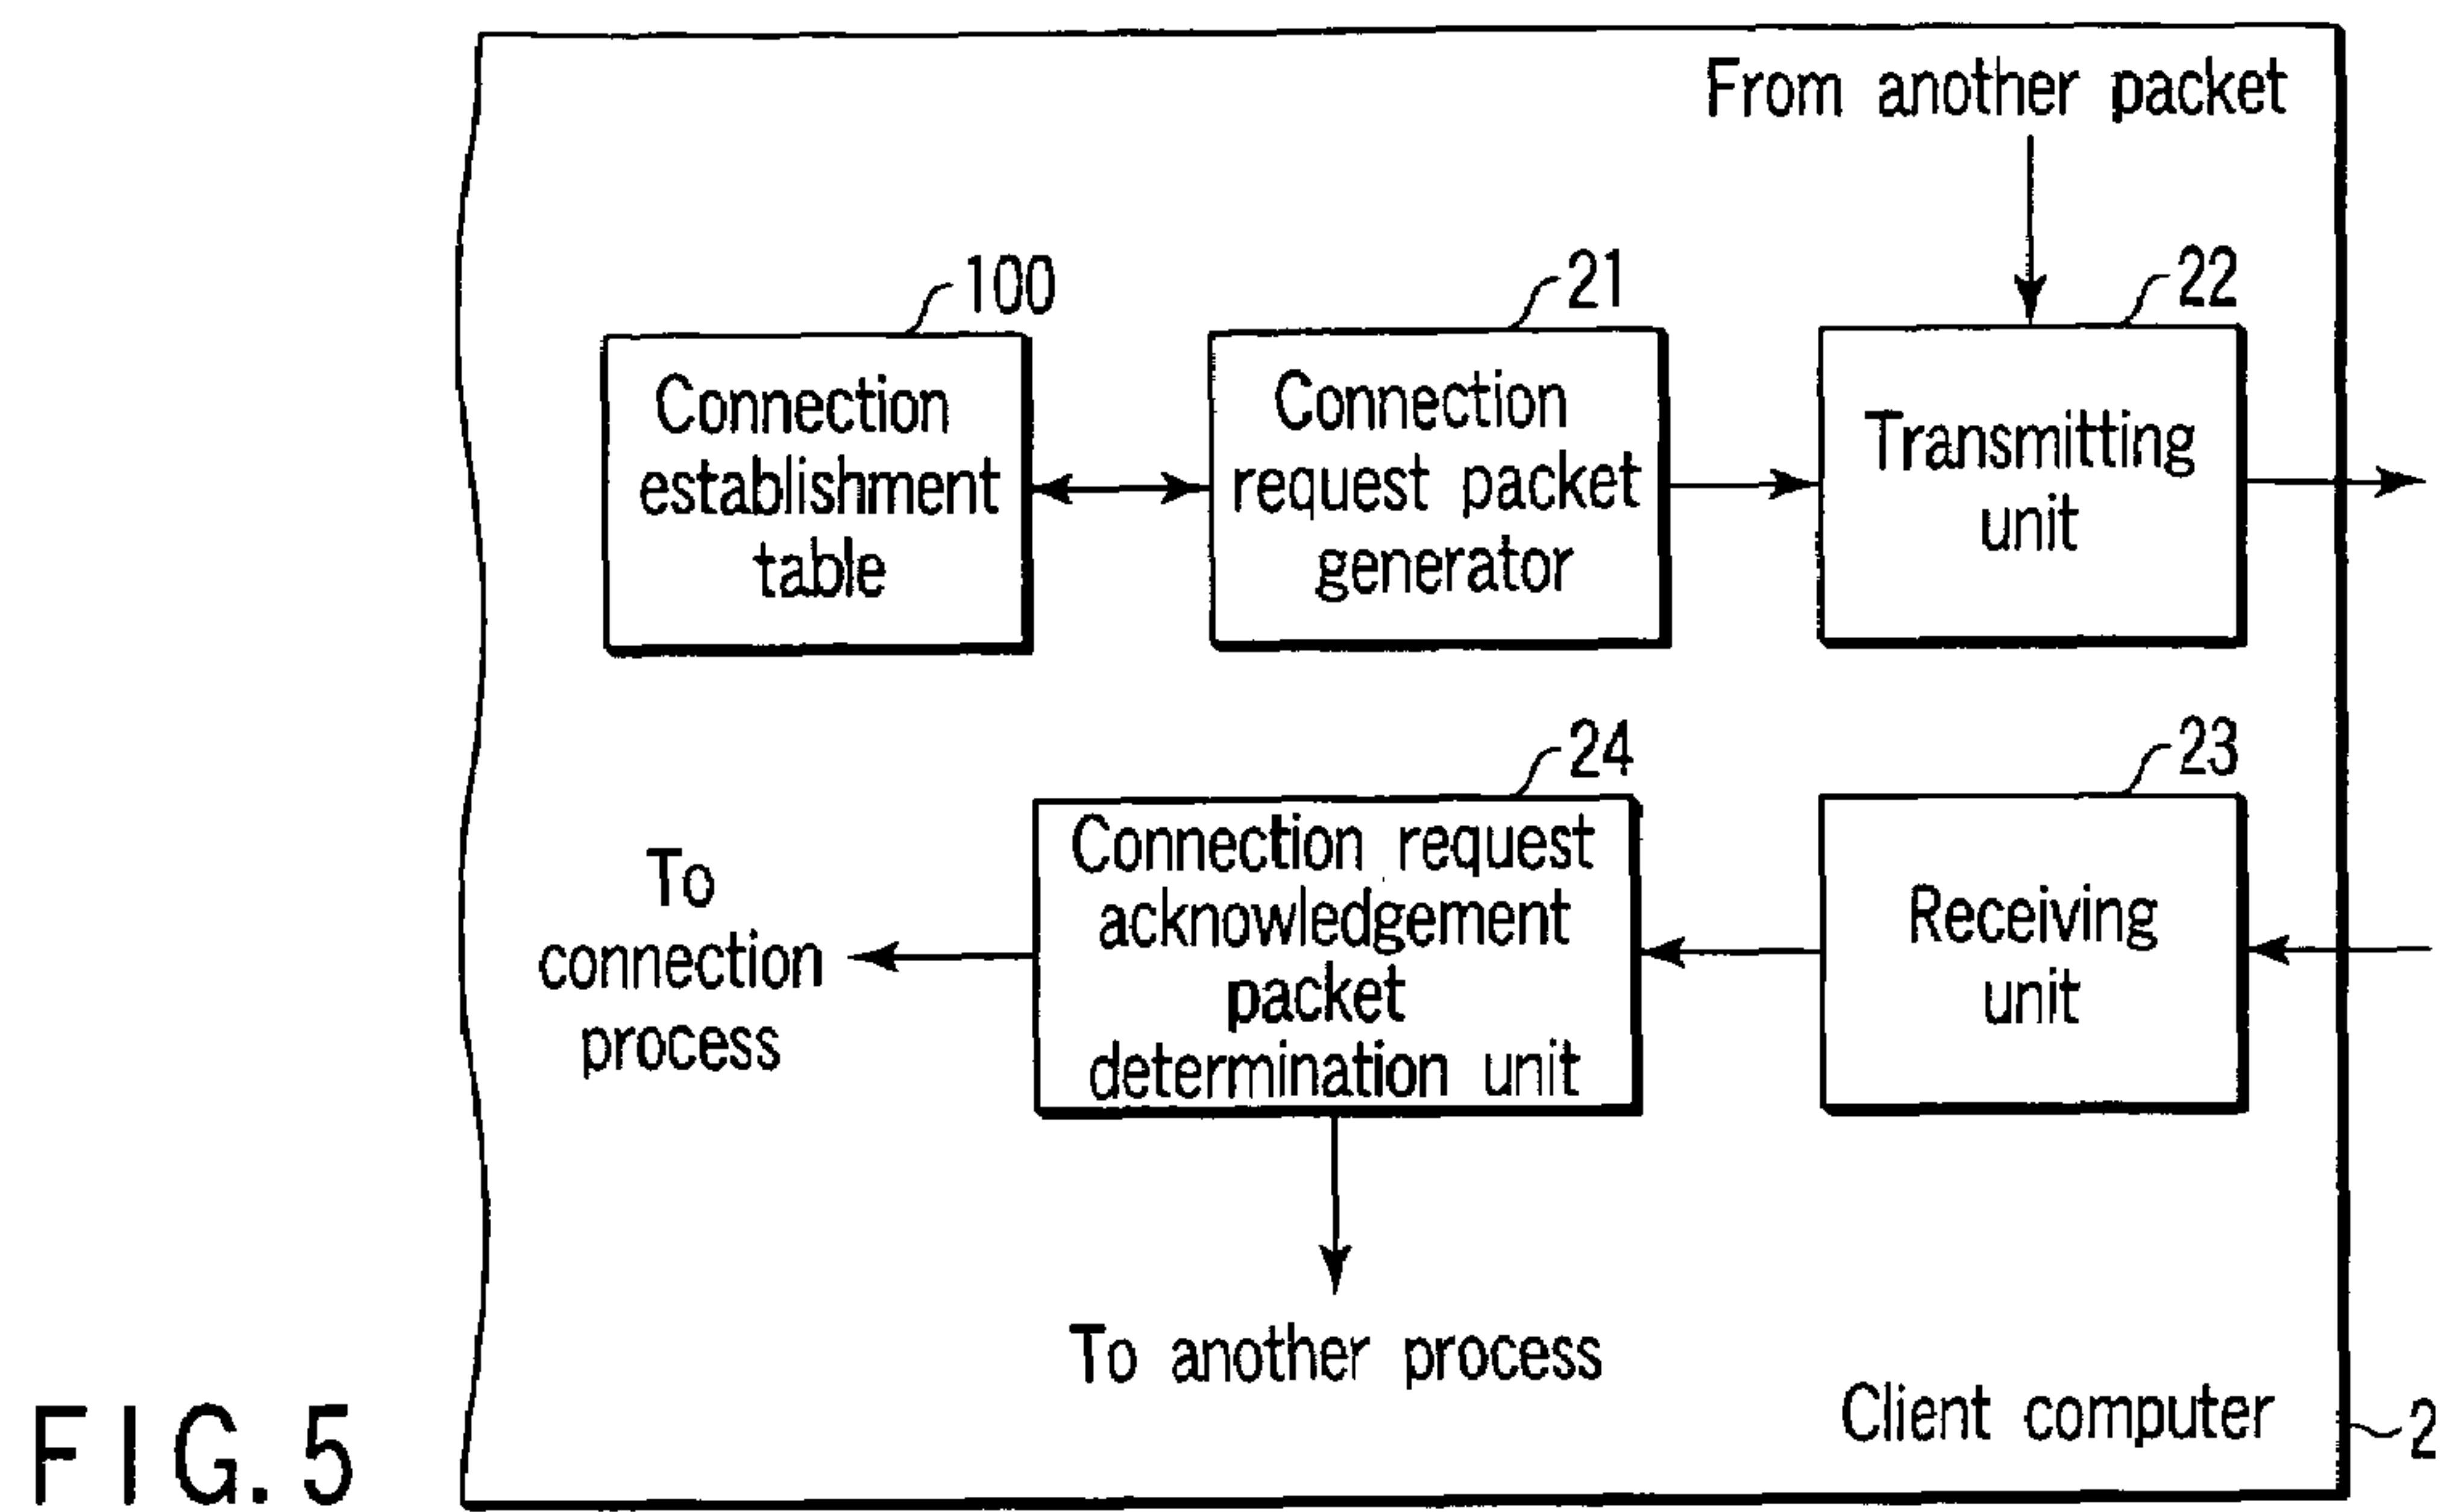 From another packet
100
21
22
Connection
establishment
table
Connection
request packet
generator
Transmitting
unit
24
23
To
connection
process
Connection request
acknowledgement
packet
determination unit
Receiving
unit
To another process
Client computer
2
FIG. 5